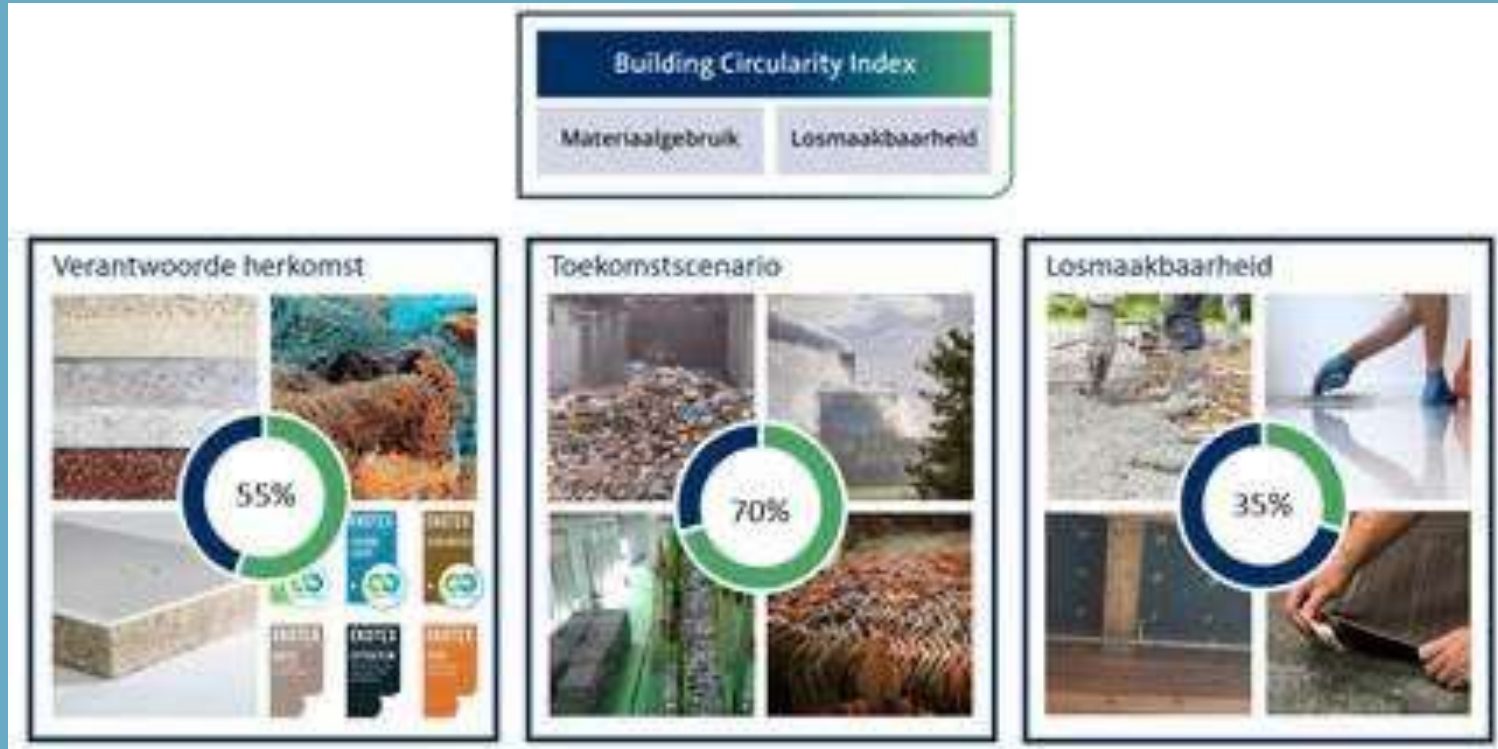 Building Circularity Index
Materiaalgebruik
Losmaakbaarheid
Verantwoorde herkomst
Toekomstscenario
Losmaakbaarheid
55%
70%
35%